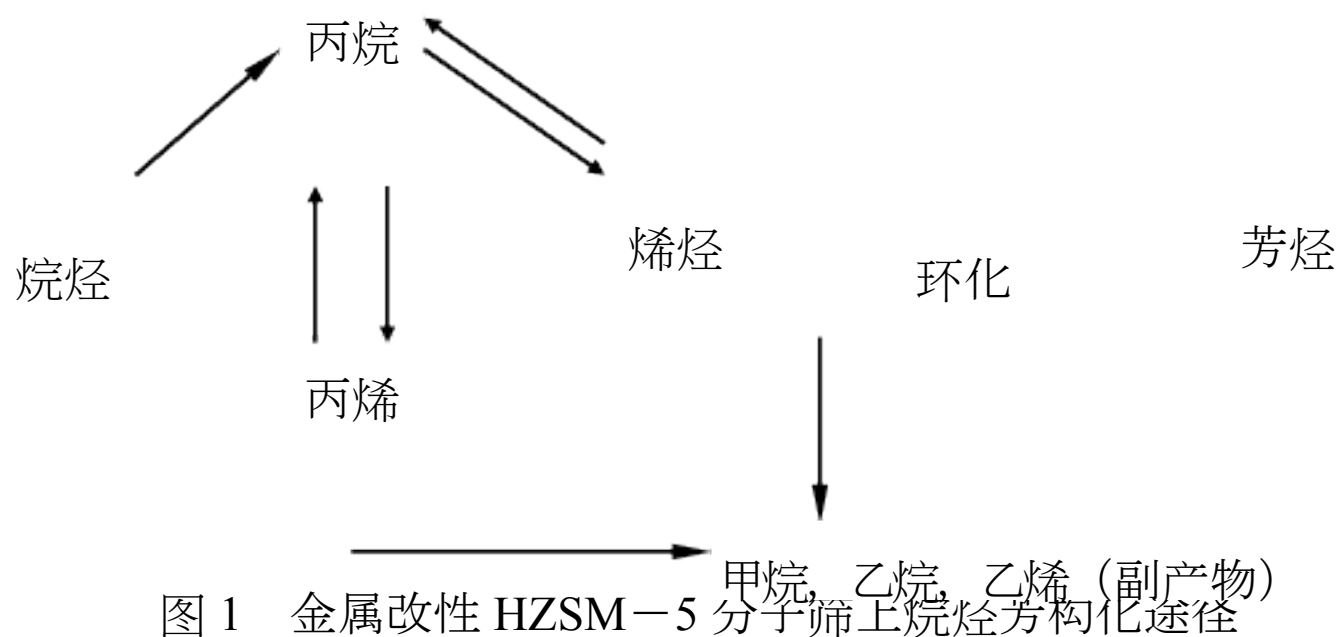 丙烷
烯烃
芳烃
烷烃
环化
丙烯
甲烷，乙烷，乙烯（副产物）
图 1　金属改性 HZSM－5 分子筛上烷烃芳构化途径